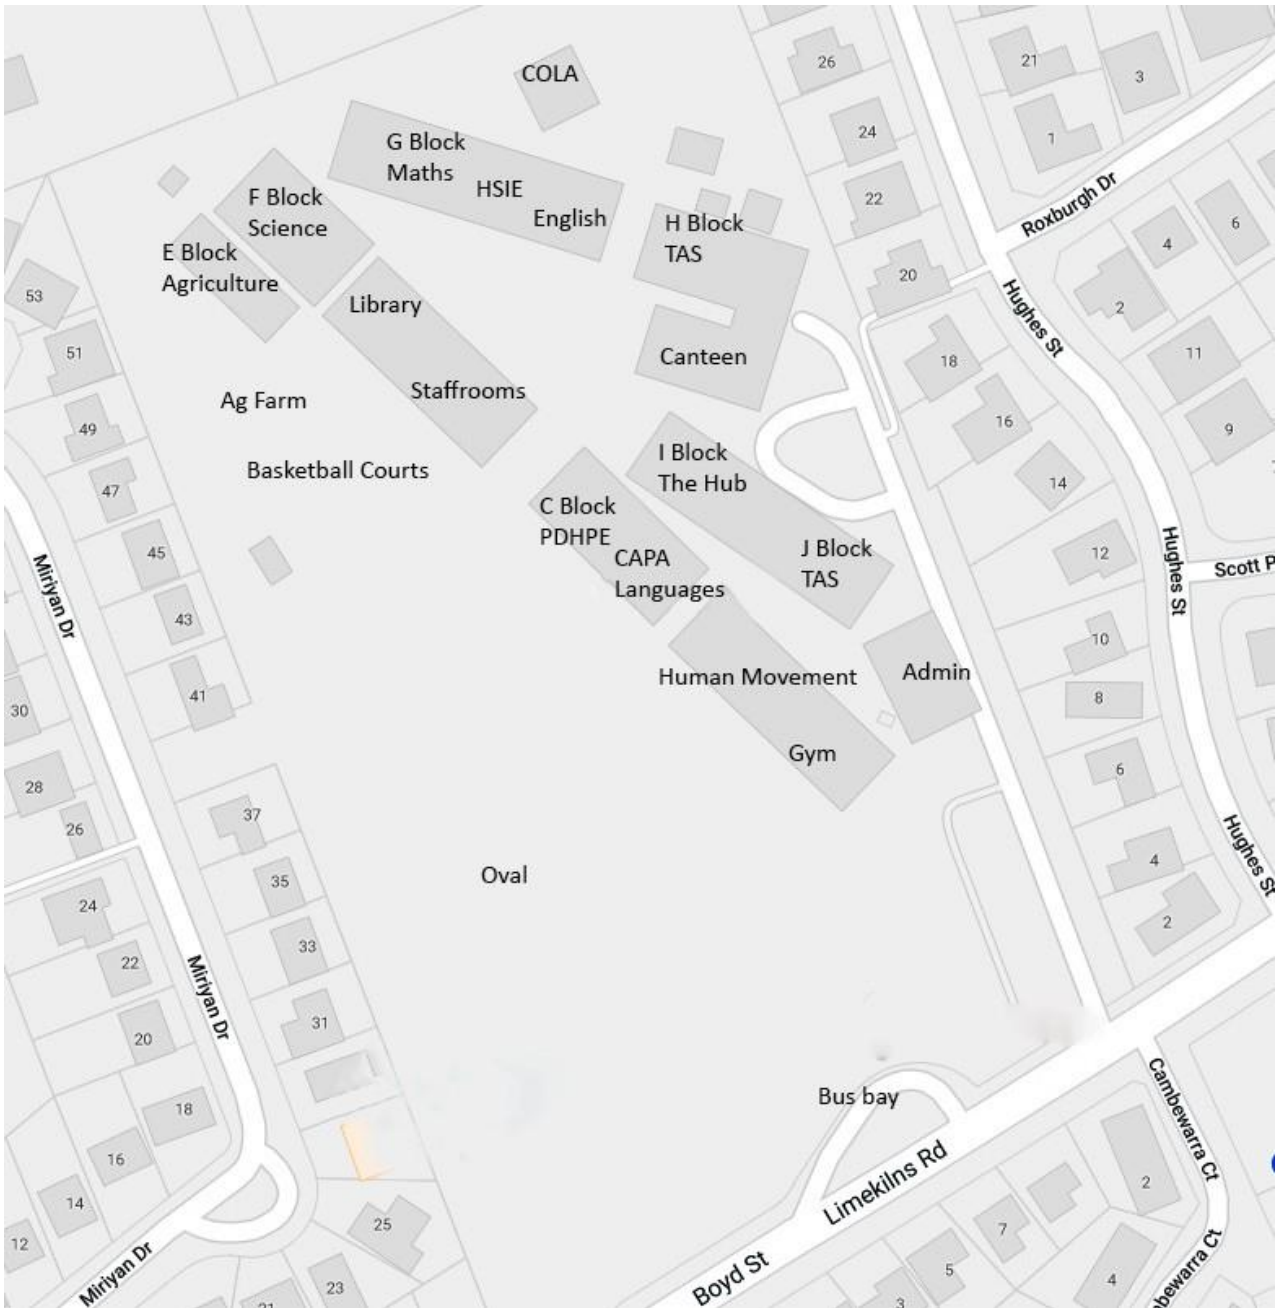 COLA
26
21
3
24
1
G Block
Maths
HSIE
English
22
Roxburgh Dr
F Block
Science
H Block
TAS
4
6
E Block
Agriculture
20
53
Library
Hughes St
2
51
Canteen
18
11
Staffrooms
Ag Farm
49
16
9
Basketball Courts
I Block
The Hub
47
14
C Block
PDHPE
45
Miriyan Dr
J Block
TAS
12
Hughes St
Scott P
CAPA
Languages
43
10
Human Movement
Admin
41
8
30
Gym
6
28
37
26
Hughes St
4
Oval
35
24
2
33
22
Miriyan Dr
31
20
Bus bay
Cambewarra Ct
18
Limekilns Rd
16
2
14
25
7
12
Miriyan Dr
Boyd St
bewarra Ct
5
4
23
21
3